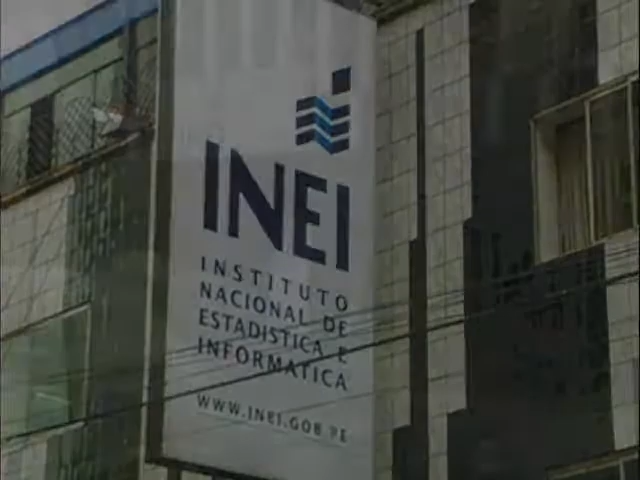 INEI
INSTITUTO
NACIONAL DE
ESTADISTICA E
INFORMATICA
WWW.INEI.GOB.PE